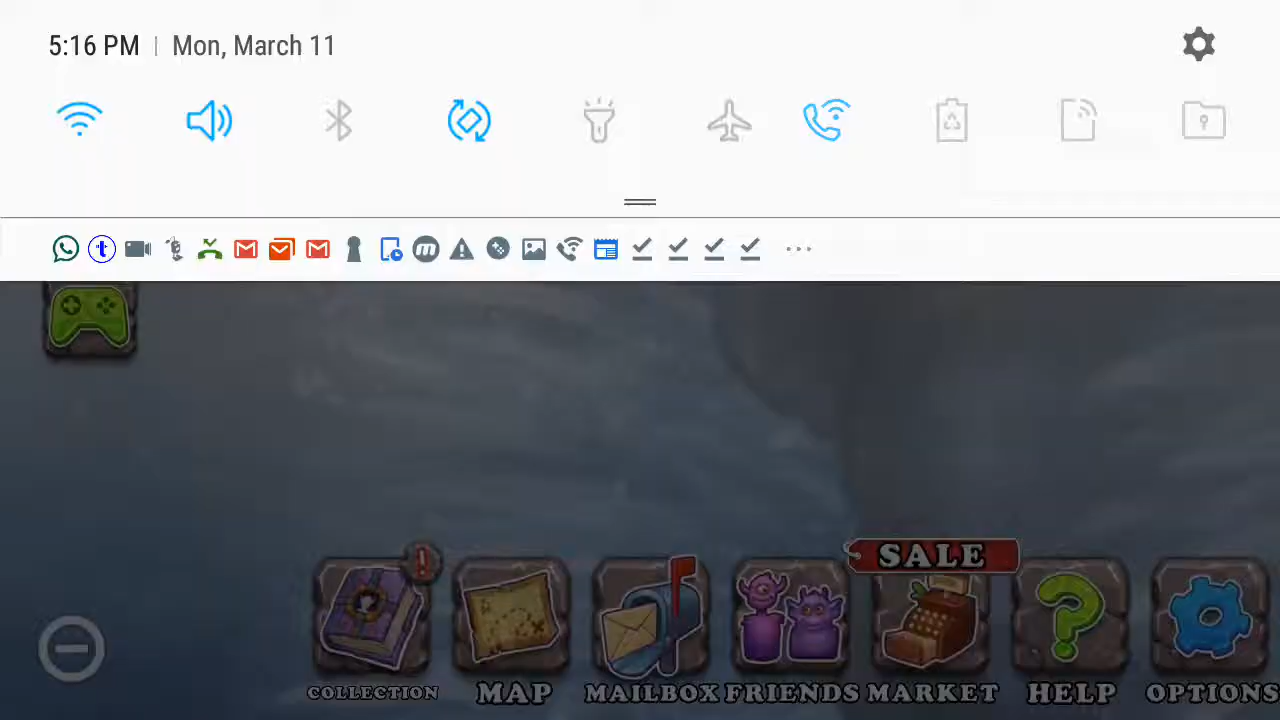 5:16 PM | Mon, March 11
SALE
COLLECTION MAP MAILBOX FRIENDS MARKET HELP OPTIONS